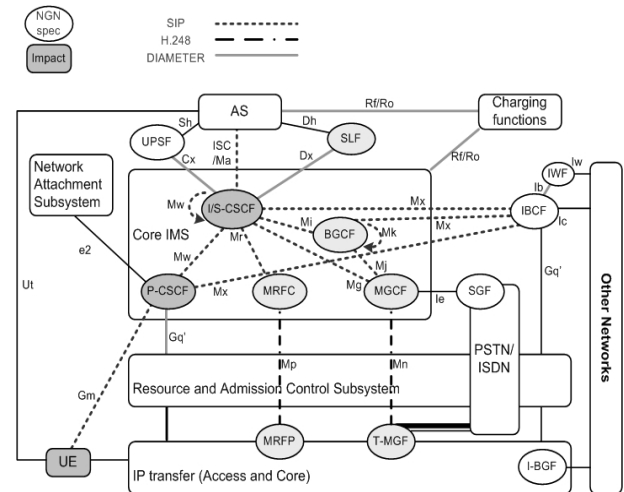 NGN
spec
Impact
SIP
H.248
DIAMETER
AS
Rf/Ro
Charging
functions
Sh
Dh
UPSF
ISC
/Ma
SLF
Cx
Dx
Rf/Ro
Network
Attachment
Subsystem
IWF
Iw
Ib
Mw
I/S-CSCF
Mx
IBCF
Ic
Core IMS
Mr
Mi
BGCF
Mk
Mx
e2
Mw
Mj
Gq'
Ut
P-CSCF
Mx
MRFC
Mg
MGCF
Ie
SGF
Other Networks
Gq'
PSTN/
ISDN
Mp
Mn
Resource and Admission Control Subsystem
Gm
MRFP
T-MGF
UE
IP transfer (Access and Core)
I-BGF